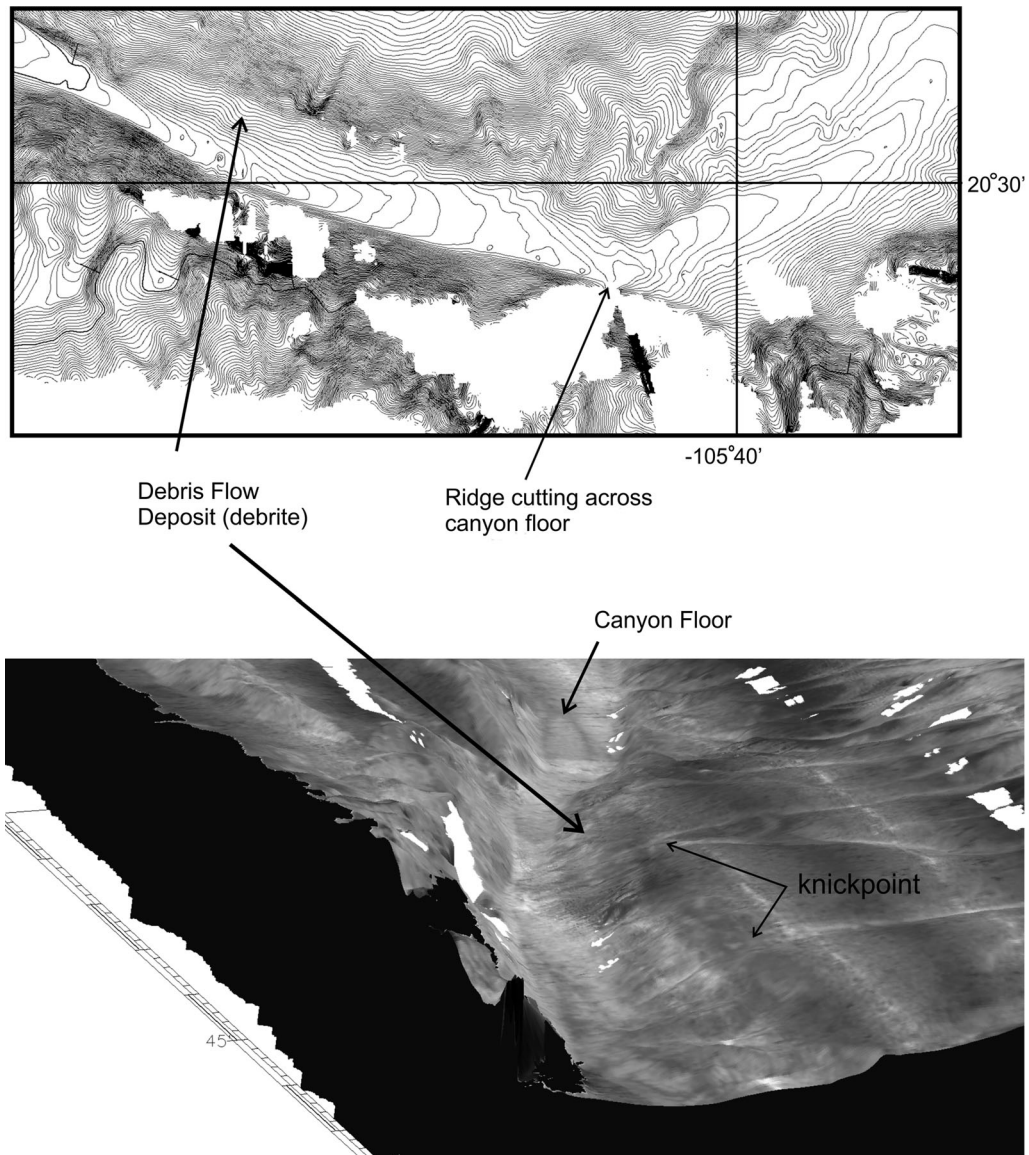 20°30'
-105°40'
Debris Flow
Deposit (debrite)
Ridge cutting across
canyon floor
Canyon Floor
knickpoint
45'